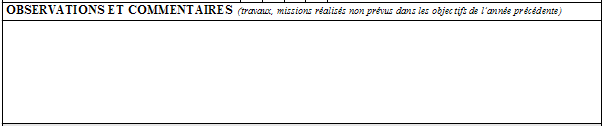 OBSERVATIONS ET COMMENTAIRES (travaux, missions réalisés non prévus dans les objectifs de l'année précédente)